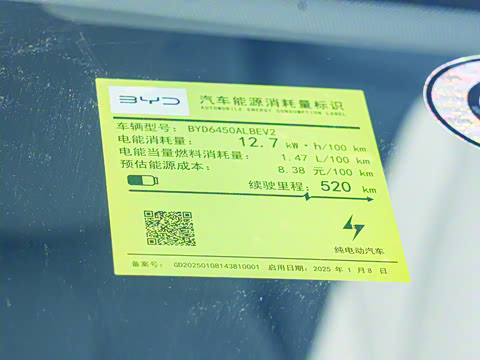 BYD 汽车能源消耗量标识
AUTOMOBILE ENERGY CONSUMPTION LABEL
车辆型号: BYD6450ALBEV2
电能消耗量: 12.7 kW·h/100 km
电能当量燃料消耗量: 1.47 L/100 km
预估能源成本: 8.38 元/100 km
续驶里程: 520 km
纯电动汽车
备案号: GD20250108143810001 启用日期: 2025 年 1 月 8 日